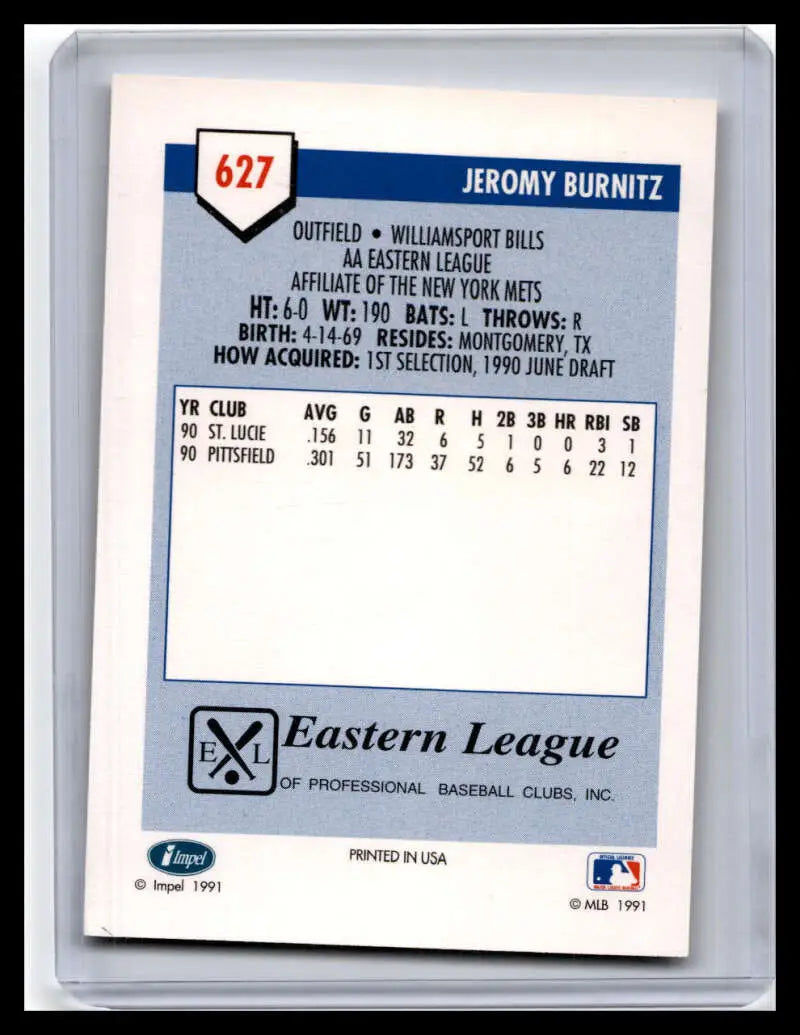 627
JEROMY BURNITZ
OUTFIELD • WILLIAMSPORT BILLS
AA EASTERN LEAGUE
AFFILIATE OF THE NEW YORK METS
HT: 6-0 WT: 190 BATS: L THROWS: R
BIRTH: 4-14-69 RESIDES: MONTGOMERY, TX
HOW ACQUIRED: 1ST SELECTION, 1990 JUNE DRAFT
YR CLUB AVG G AB R H 2B 3B HR RBI SB
90 ST. LUCIE .156 11 32 6 5 1 0 0 3 1
90 PITTSFIELD .301 51 173 37 52 6 5 6 22 12
E L Eastern League
OF PROFESSIONAL BASEBALL CLUBS, INC.
Impel
PRINTED IN USA
© Impel 1991
© MLB 1991